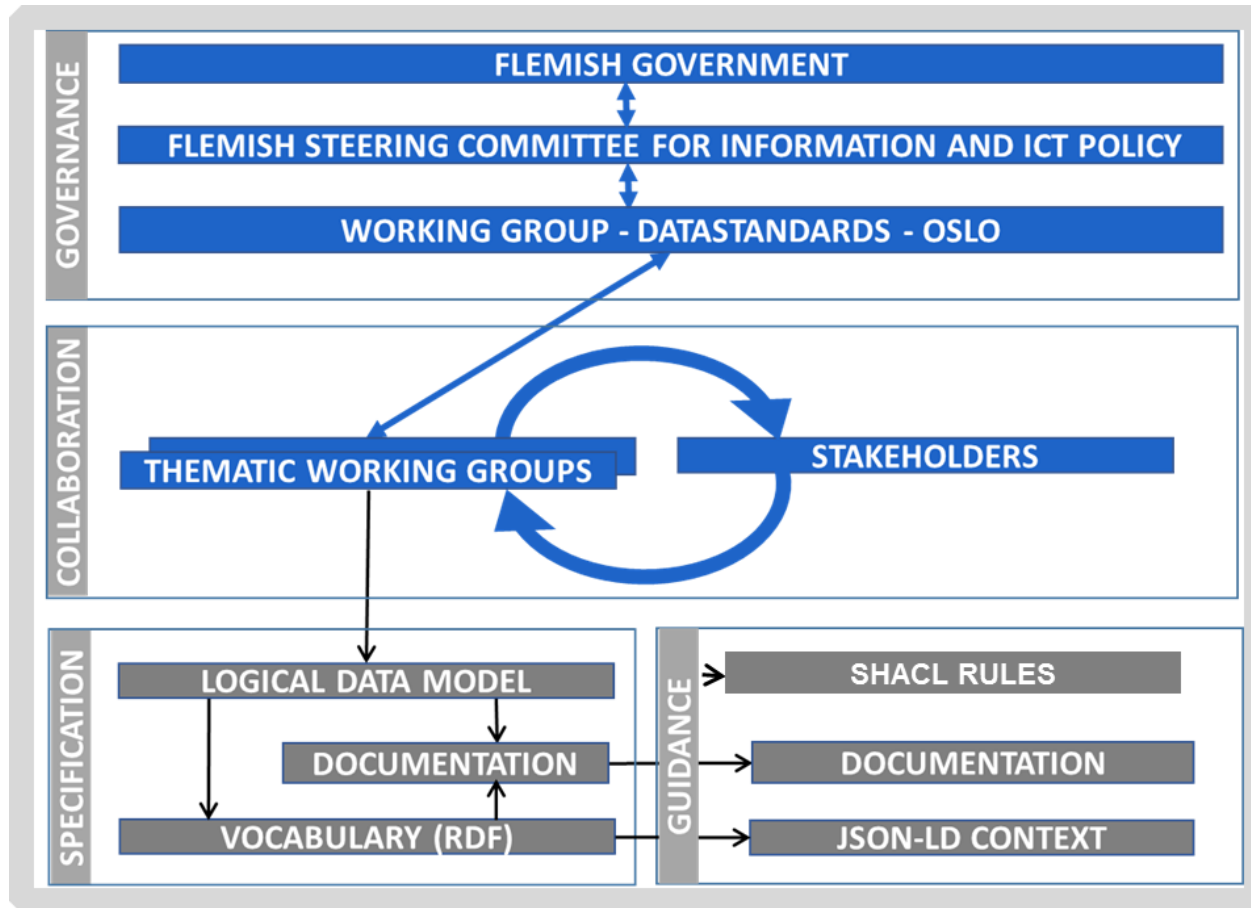 GOVERNANCE
FLEMISH GOVERNMENT
FLEMISH STEERING COMMITTEE FOR INFORMATION AND ICT POLICY
WORKING GROUP - DATASTANDARDS - OSLO
COLLABORATION
THEMATIC WORKING GROUPS
STAKEHOLDERS
SPECIFICATION
LOGICAL DATA MODEL
DOCUMENTATION
VOCABULARY (RDF)
GUIDANCE
SHACL RULES
DOCUMENTATION
JSON-LD CONTEXT